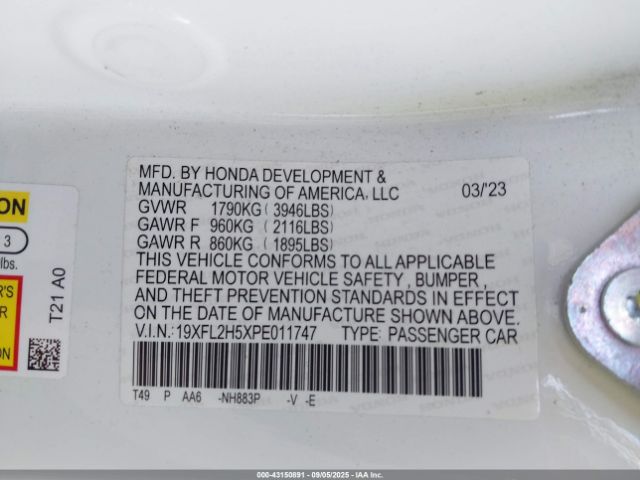 MFD. BY HONDA DEVELOPMENT &
MANUFACTURING OF AMERICA, LLC 03/'23
GVWR 1790KG ( 3946LBS)
GAWR F 960KG ( 2116LBS)
GAWR R 860KG ( 1895LBS)
THIS VEHICLE CONFORMS TO ALL APPLICABLE
FEDERAL MOTOR VEHICLE SAFETY , BUMPER ,
AND THEFT PREVENTION STANDARDS IN EFFECT
ON THE DATE OF MANUFACTURE SHOWN ABOVE.
V.I.N.: 19XFL2H5XPE011747 TYPE: PASSENGER CAR
T49 P AA6 -NH883P -V -E
ON
3
lbs.
R'S
R
T21 A0
000-43150891 - 09/05/2025 - IAA Inc.